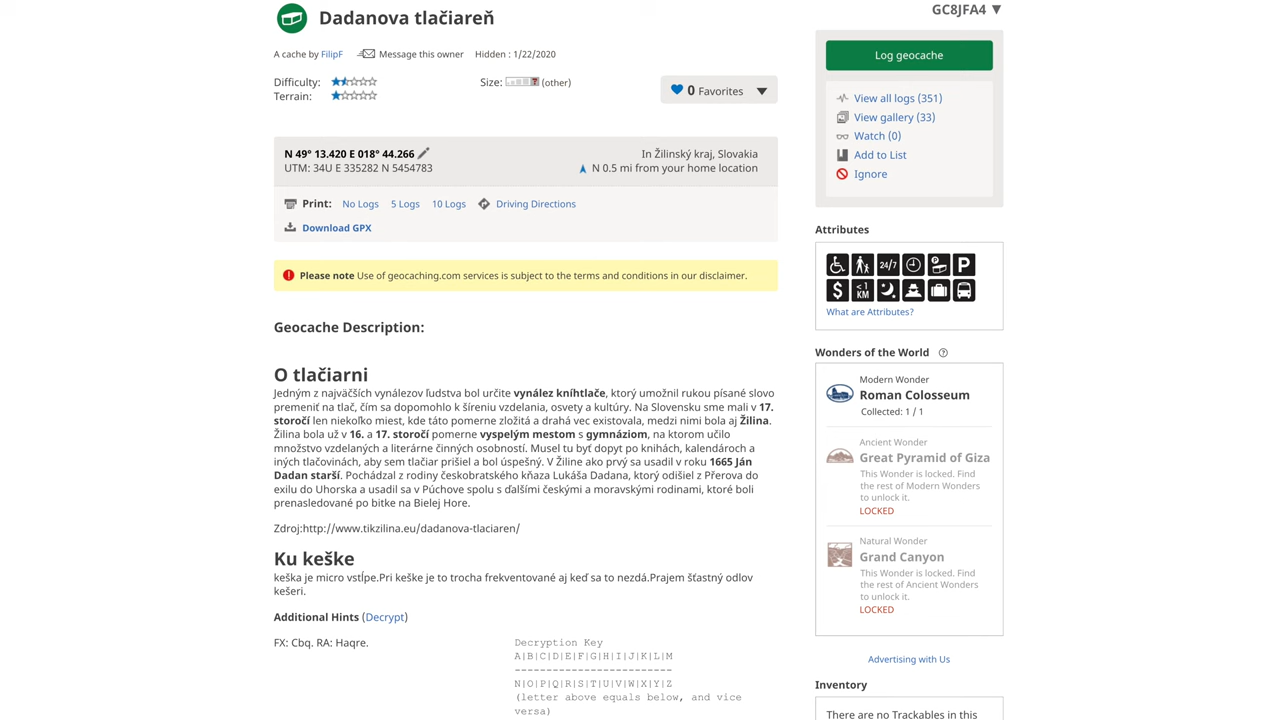 Dadanova tlačiareň
GC8JFA4 ▼
A cache by FilipF Message this owner Hidden : 1/22/2020
Difficulty:
Size: (other)
Terrain:
0 Favorites
N 49° 13.420 E 018° 44.266
UTM: 34U E 335282 N 5454783
In Žilinský kraj, Slovakia
N 0.5 mi from your home location
Print: No Logs 5 Logs 10 Logs Driving Directions
Download GPX
Please note Use of geocaching.com services is subject to the terms and conditions in our disclaimer.
Geocache Description:
O tlačiarni
Jedným z najväčších vynálezov ľudstva bol určite vynález kníhtlače, ktorý umožnil rukou písané slovo
premeniť na tlač, čím sa dopomohlo k šíreniu vzdelania, osvety a kultúry. Na Slovensku sme mali v 17.
storočí len niekoľko miest, kde táto pomerne zložitá a drahá vec existovala, medzi nimi bola aj Žilina.
Žilina bola už v 16. a 17. storočí pomerne vyspelým mestom s gymnáziom, na ktorom učilo
množstvo vzdelaných a literárne činných osobností. Musel tu byť dopyt po knihách, kalendároch a
iných tlačovinách, aby sem tlačiar prišiel a bol úspešný. V Žiline ako prvý sa usadil v roku 1665 Ján
Dadan starší. Pochádzal z rodiny českobratského kňaza Lukáša Dadana, ktorý odišiel z Přerova do
exilu do Uhorska a usadil sa v Púchove spolu s ďalšími českými a moravskými rodinami, ktoré boli
prenasledované po bitke na Bielej Hore.
Zdroj:http://www.tikzilina.eu/dadanova-tlaciaren/
Ku keške
keška je micro vstĺpe.Pri keške je to trocha frekventované aj keď sa to nezdá.Prajem šťastný odlov
kešeri.
Additional Hints (Decrypt)
FX: Cbq. RA: Haqre.
Decryption Key
A|B|C|D|E|F|G|H|I|J|K|L|M
-------------------------
N|O|P|Q|R|S|T|U|V|W|X|Y|Z
(letter above equals below, and vice
versa)
Log geocache
View all logs (351)
View gallery (33)
Watch (0)
Add to List
Ignore
Attributes
24/7
P
$
<1
KM
What are Attributes?
Wonders of the World ?
Modern Wonder
Roman Colosseum
Collected: 1 / 1
Ancient Wonder
Great Pyramid of Giza
This Wonder is locked. Find
the rest of Modern Wonders
to unlock it.
LOCKED
Natural Wonder
Grand Canyon
This Wonder is locked. Find
the rest of Ancient Wonders
to unlock it.
LOCKED
Advertising with Us
Inventory
There are no Trackables in this